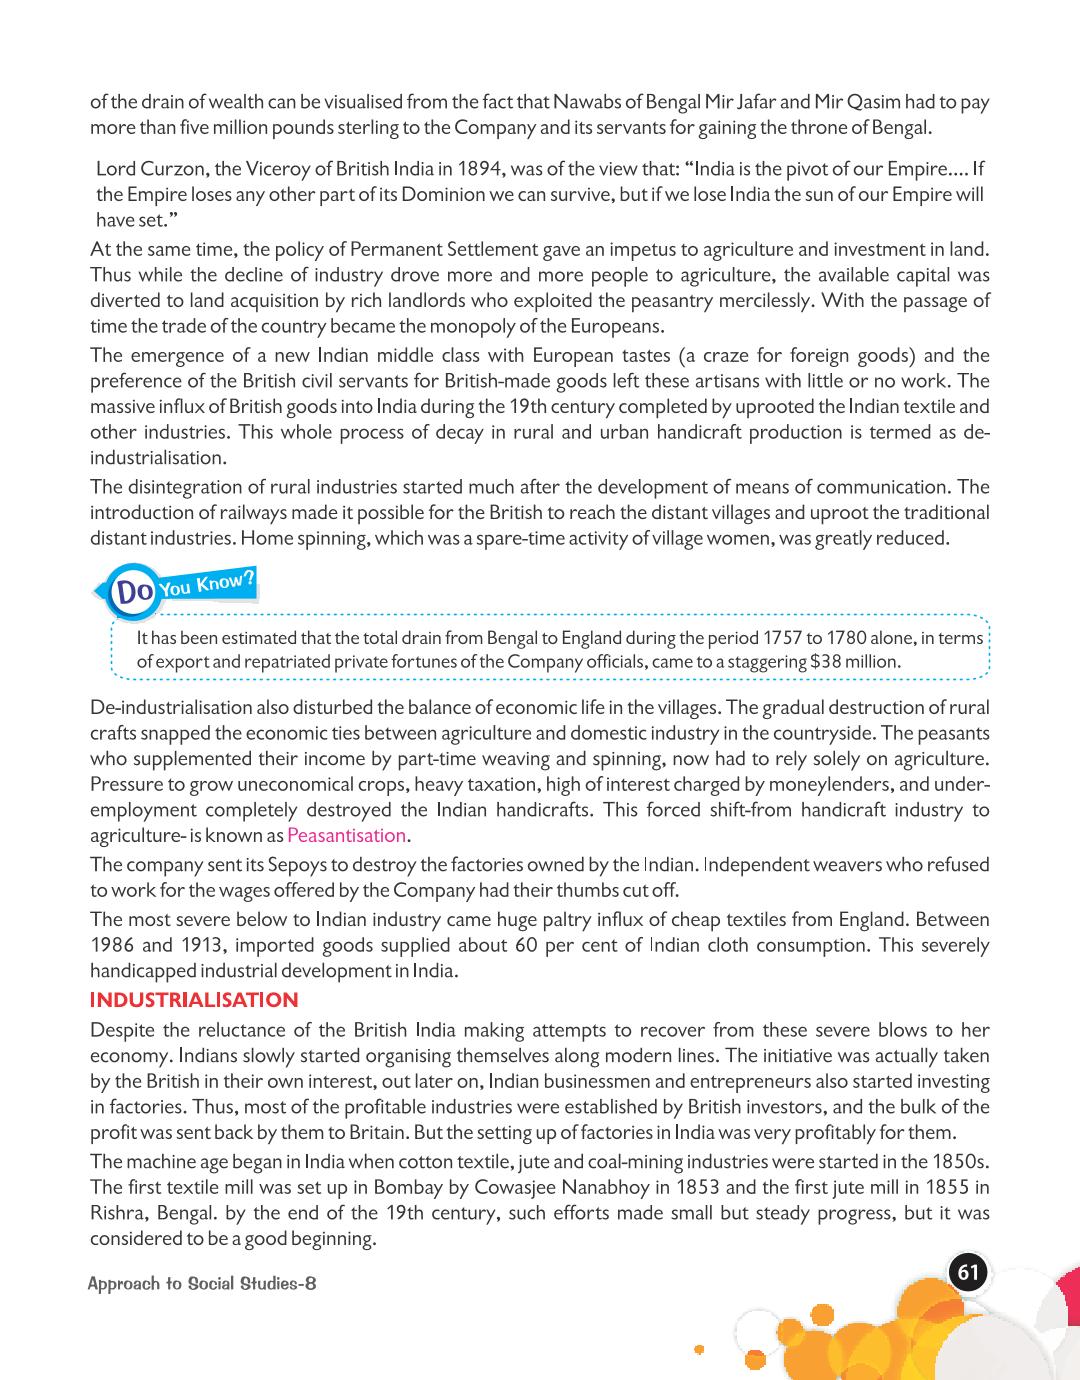 of the drain of wealth can be visualised from the fact that Nawabs of Bengal Mir Jafar and Mir Qasim had to pay
more than five million pounds sterling to the Company and its servants for gaining the throne of Bengal.
Lord Curzon, the Viceroy of British India in 1894, was of the view that: “India is the pivot of our Empire.... If
the Empire loses any other part of its Dominion we can survive, but if we lose India the sun of our Empire will
have set.”
At the same time, the policy of Permanent Settlement gave an impetus to agriculture and investment in land.
Thus while the decline of industry drove more and more people to agriculture, the available capital was
diverted to land acquisition by rich landlords who exploited the peasantry mercilessly. With the passage of
time the trade of the country became the monopoly of the Europeans.
The emergence of a new Indian middle class with European tastes (a craze for foreign goods) and the
preference of the British civil servants for British-made goods left these artisans with little or no work. The
massive influx of British goods into India during the 19th century completed by uprooted the Indian textile and
other industries. This whole process of decay in rural and urban handicraft production is termed as de-
industrialisation.
The disintegration of rural industries started much after the development of means of communication. The
introduction of railways made it possible for the British to reach the distant villages and uproot the traditional
distant industries. Home spinning, which was a spare-time activity of village women, was greatly reduced.
Do You Know?
It has been estimated that the total drain from Bengal to England during the period 1757 to 1780 alone, in terms
of export and repatriated private fortunes of the Company officials, came to a staggering $38 million.
De-industrialisation also disturbed the balance of economic life in the villages. The gradual destruction of rural
crafts snapped the economic ties between agriculture and domestic industry in the countryside. The peasants
who supplemented their income by part-time weaving and spinning, now had to rely solely on agriculture.
Pressure to grow uneconomical crops, heavy taxation, high of interest charged by moneylenders, and under-
employment completely destroyed the Indian handicrafts. This forced shift-from handicraft industry to
agriculture- is known as Peasantisation.
The company sent its Sepoys to destroy the factories owned by the Indian. Independent weavers who refused
to work for the wages offered by the Company had their thumbs cut off.
The most severe below to Indian industry came huge paltry influx of cheap textiles from England. Between
1986 and 1913, imported goods supplied about 60 per cent of Indian cloth consumption. This severely
handicapped industrial development in India.
INDUSTRIALISATION
Despite the reluctance of the British India making attempts to recover from these severe blows to her
economy. Indians slowly started organising themselves along modern lines. The initiative was actually taken
by the British in their own interest, out later on, Indian businessmen and entrepreneurs also started investing
in factories. Thus, most of the profitable industries were established by British investors, and the bulk of the
profit was sent back by them to Britain. But the setting up of factories in India was very profitably for them.
The machine age began in India when cotton textile, jute and coal-mining industries were started in the 1850s.
The first textile mill was set up in Bombay by Cowasjee Nanabhoy in 1853 and the first jute mill in 1855 in
Rishra, Bengal. by the end of the 19th century, such efforts made small but steady progress, but it was
considered to be a good beginning.
Approach to Social Studies-8
61